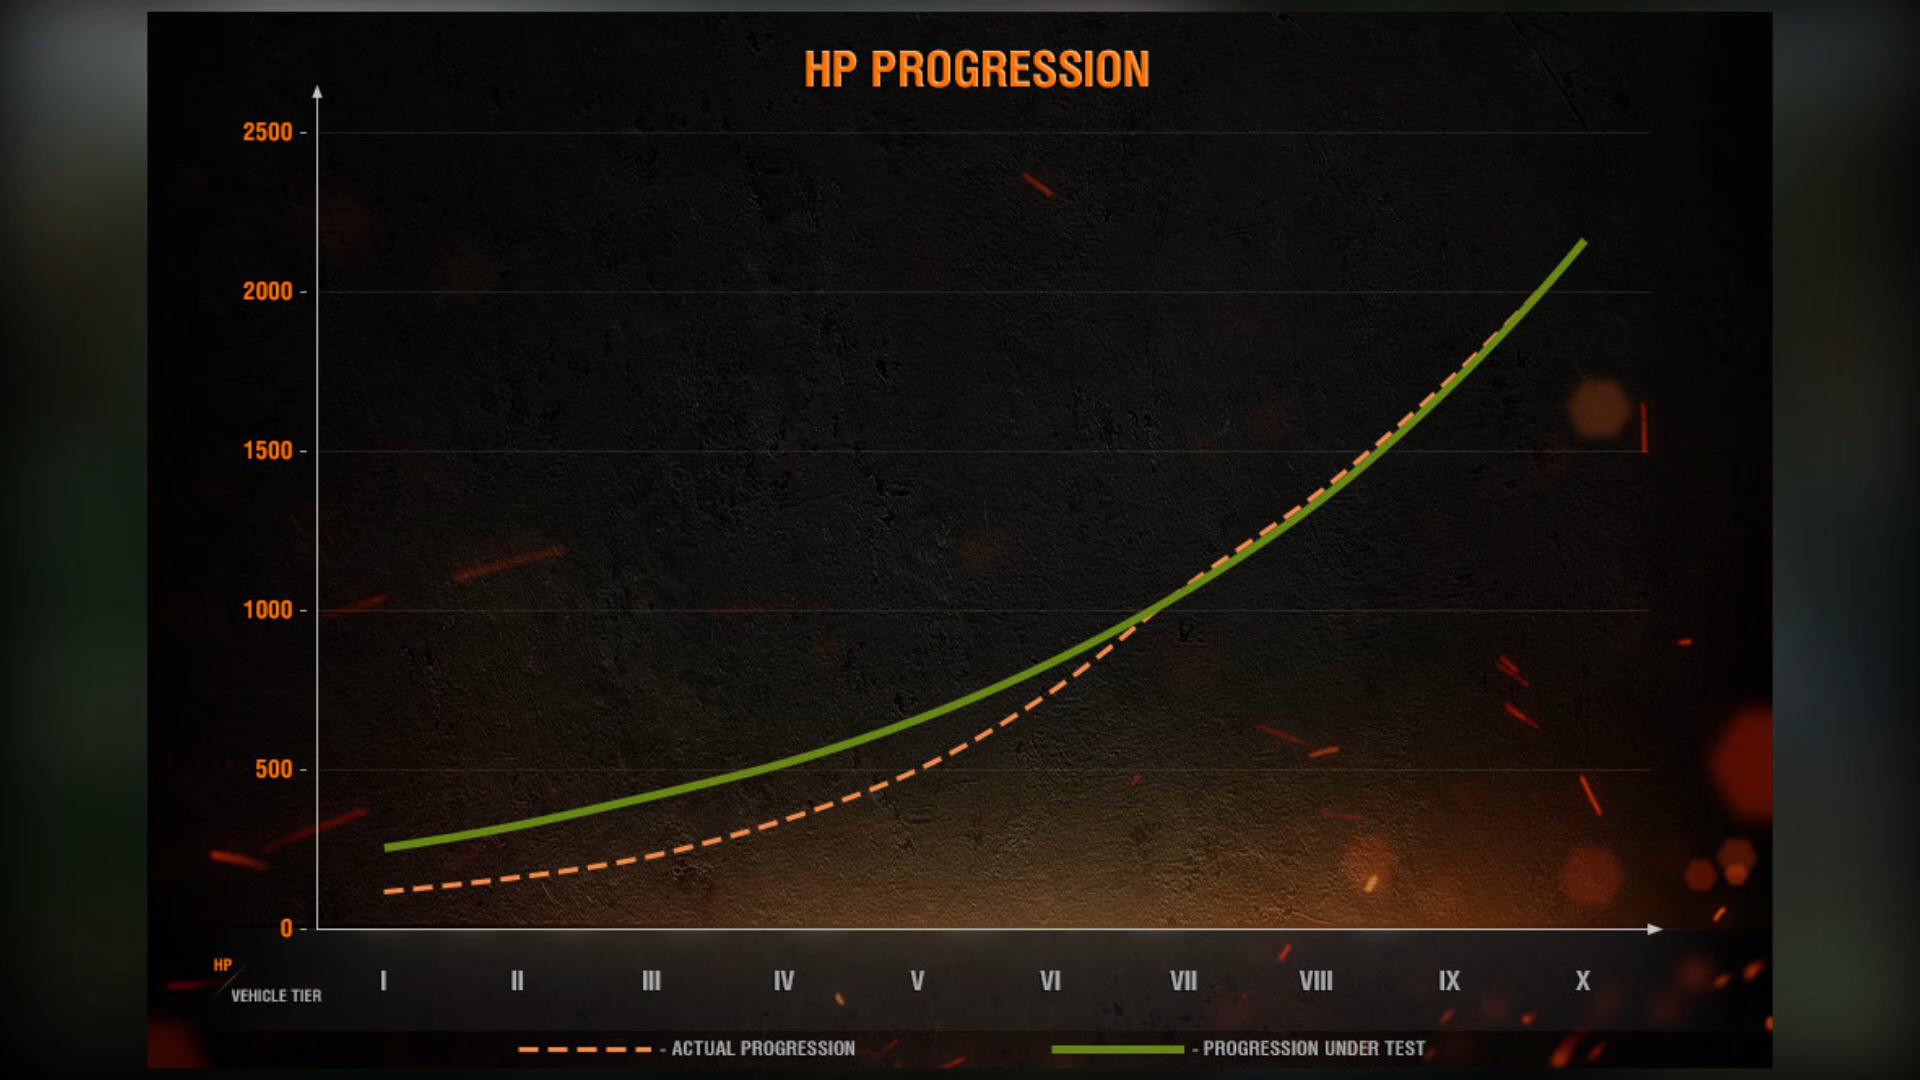 HP PROGRESSION
2500 -
2000 -
1500 -
1000 -
500 -
0 -
HP
VEHICLE TIER
I II III IV V VI VII VIII IX X
- ACTUAL PROGRESSION - PROGRESSION UNDER TEST